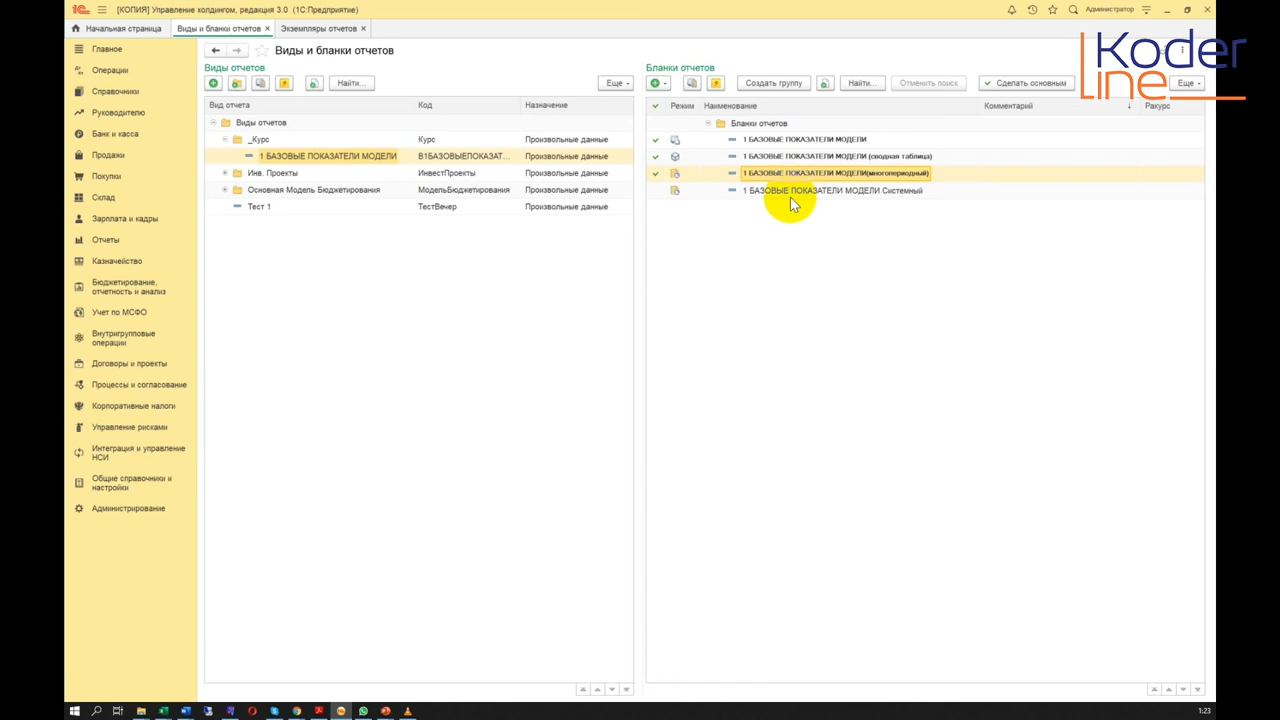 [КОПИЯ] Управление холдингом, редакция 3.0 (1С:Предприятие)
Администратор
Начальная страница
Виды и бланки отчетов ×
Экземпляры отчетов ×
Koder
line
Главное
Операции
Справочники
Руководителю
Банк и касса
Продажи
Покупки
Склад
Зарплата и кадры
Отчеты
Казначейство
Бюджетирование,
отчетность и анализ
Учет по МСФО
Внутригрупповые
операции
Договоры и проекты
Процессы и согласование
Корпоративные налоги
Управление рисками
Интеграция и управление
НСИ
Общие справочники и
настройки
Администрирование
Виды и бланки отчетов
Виды отчетов
Найти...
Еще
Вид отчета Код Назначение
Виды отчетов
_Курс Курс Произвольные данные
1 БАЗОВЫЕ ПОКАЗАТЕЛИ МОДЕЛИ В1БАЗОВЫЕПОКАЗАТ... Произвольные данные
Инв. Проекты ИнвестПроекты Произвольные данные
Основная Модель Бюджетирования МодельБюджетирования Произвольные данные
Тест 1 ТестВечер Произвольные данные
Бланки отчетов
Создать группу
Найти...
Отменить поиск
Сделать основным
Еще
Режим Наименование Комментарий ↓ Ракурс
Бланки отчетов
1 БАЗОВЫЕ ПОКАЗАТЕЛИ МОДЕЛИ
1 БАЗОВЫЕ ПОКАЗАТЕЛИ МОДЕЛИ (сводная таблица)
1 БАЗОВЫЕ ПОКАЗАТЕЛИ МОДЕЛИ(многопериодный)
1 БАЗОВЫЕ ПОКАЗАТЕЛИ МОДЕЛИ Системный
1:23